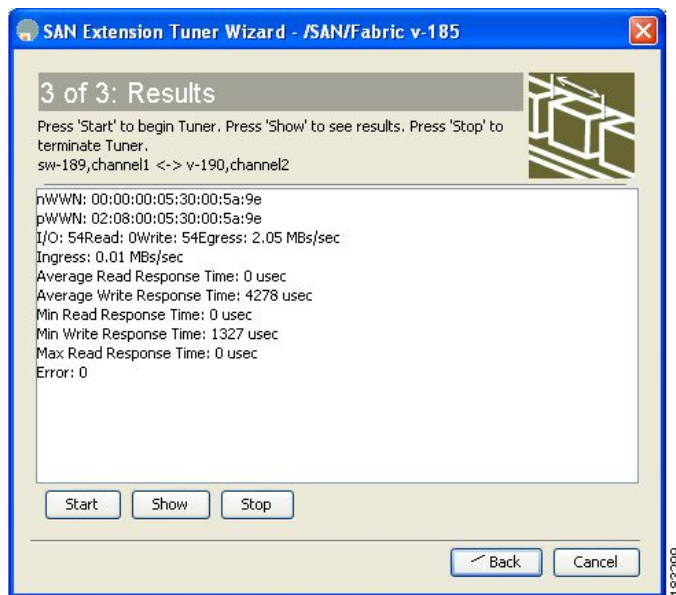 SAN Extension Tuner Wizard - /SAN/Fabric v-185
3 of 3: Results
Press 'Start' to begin Tuner. Press 'Show' to see results. Press 'Stop' to
terminate Tuner.
sw-189,channel1 <-> v-190,channel2
nWWN: 00:00:00:05:30:00:5a:9e
pWWN: 02:08:00:05:30:00:5a:9e
I/O: 54Read: 0Write: 54Egress: 2.05 MBs/sec
Ingress: 0.01 MBs/sec
Average Read Response Time: 0 usec
Average Write Response Time: 4278 usec
Min Read Response Time: 0 usec
Min Write Response Time: 1327 usec
Max Read Response Time: 0 usec
Error: 0
Start Show Stop
Back Cancel